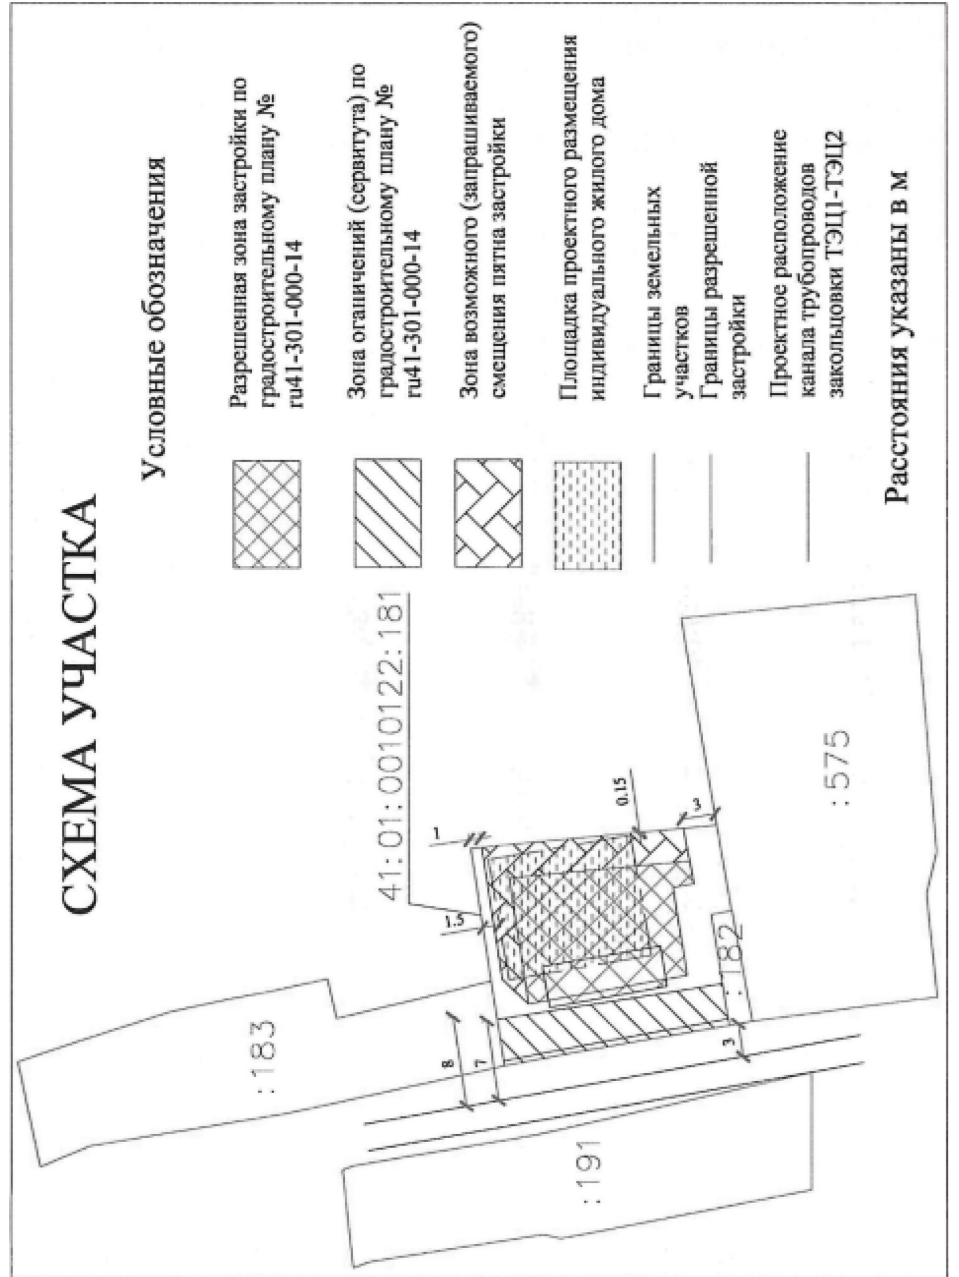 СХЕМА УЧАСТКА
Условные обозначения
Разрешенная зона застройки по
градостроительному плану №
ru41-301-000-14
Зона оганичений (сервитута) по
градостроительному плану №
ru41-301-000-14
Зона возможного (запрашиваемого)
смещения пятна застройки
Площадка проектного размещения
индивидуального жилого дома
Границы земельных
участков
Границы разрешенной
застройки
Проектное расположение
канала трубопроводов
закольцовки ТЭЦ1-ТЭЦ2
Расстояния указаны в м
41:01:0010122:181
:183
:191
:182
:575
1
1.5
0.15
3
8
7
3